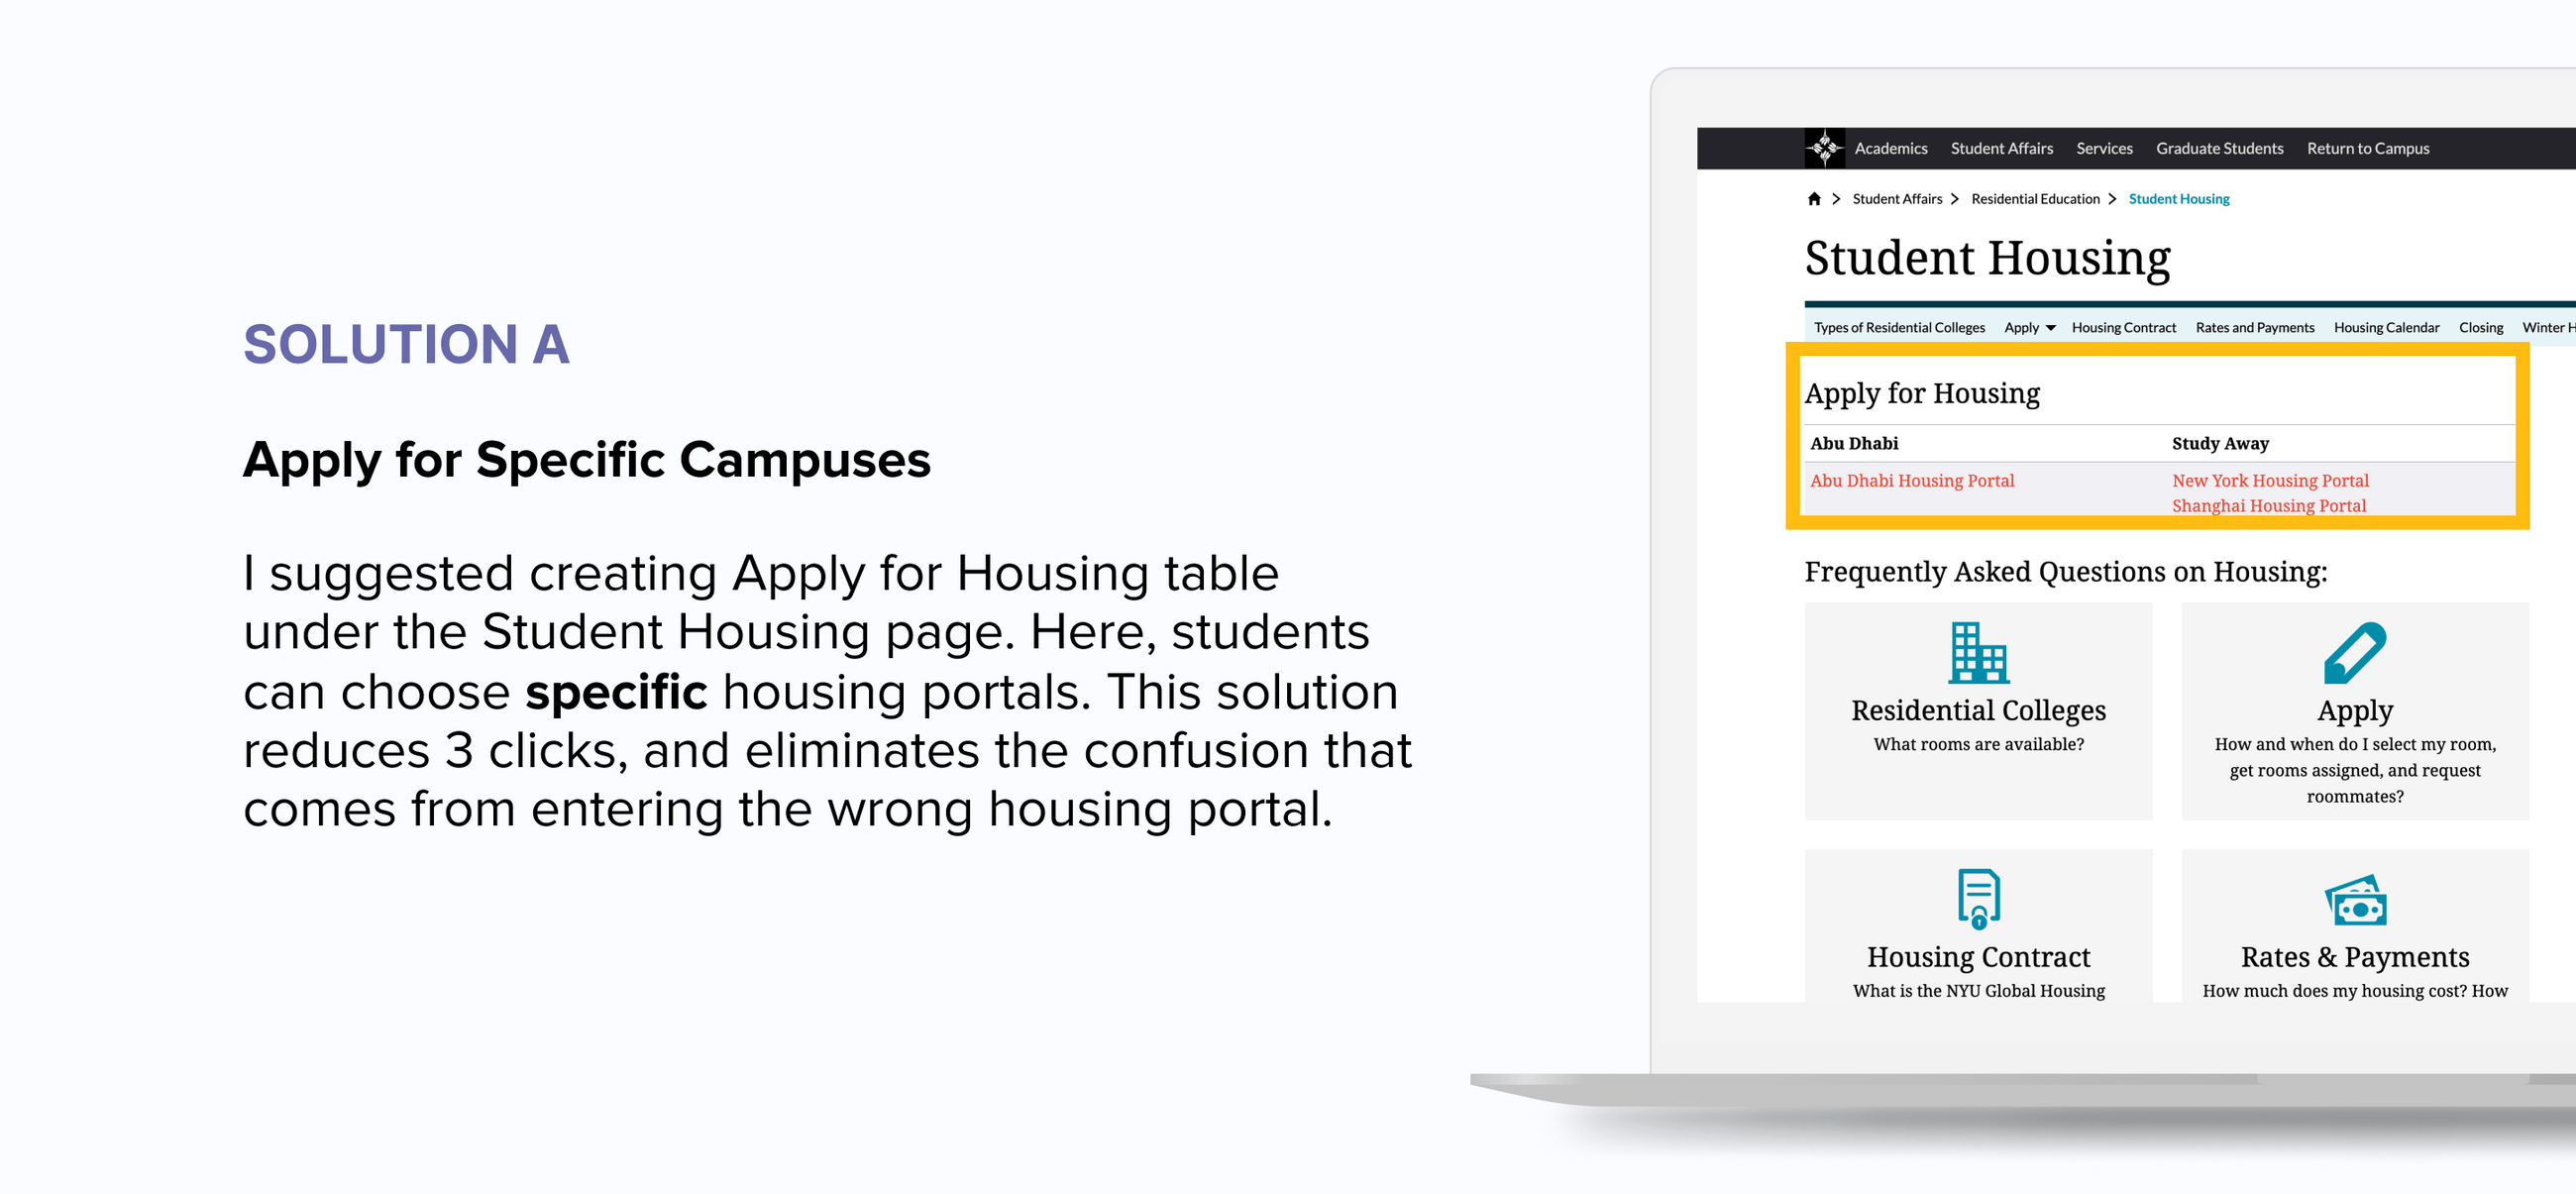 SOLUTION A
Apply for Specific Campuses
I suggested creating Apply for Housing table
under the Student Housing page. Here, students
can choose specific housing portals. This solution
reduces 3 clicks, and eliminates the confusion that
comes from entering the wrong housing portal.
Academics Student Affairs Services Graduate Students Return to Campus
Student Affairs > Residential Education > Student Housing
Student Housing
Types of Residential Colleges Apply Housing Contract Rates and Payments Housing Calendar Closing Winter H
Apply for Housing
Abu Dhabi Study Away
Abu Dhabi Housing Portal New York Housing Portal
Shanghai Housing Portal
Frequently Asked Questions on Housing:
Residential Colleges
What rooms are available?
Apply
How and when do I select my room,
get rooms assigned, and request
roommates?
Housing Contract
What is the NYU Global Housing
Rates & Payments
How much does my housing cost? How